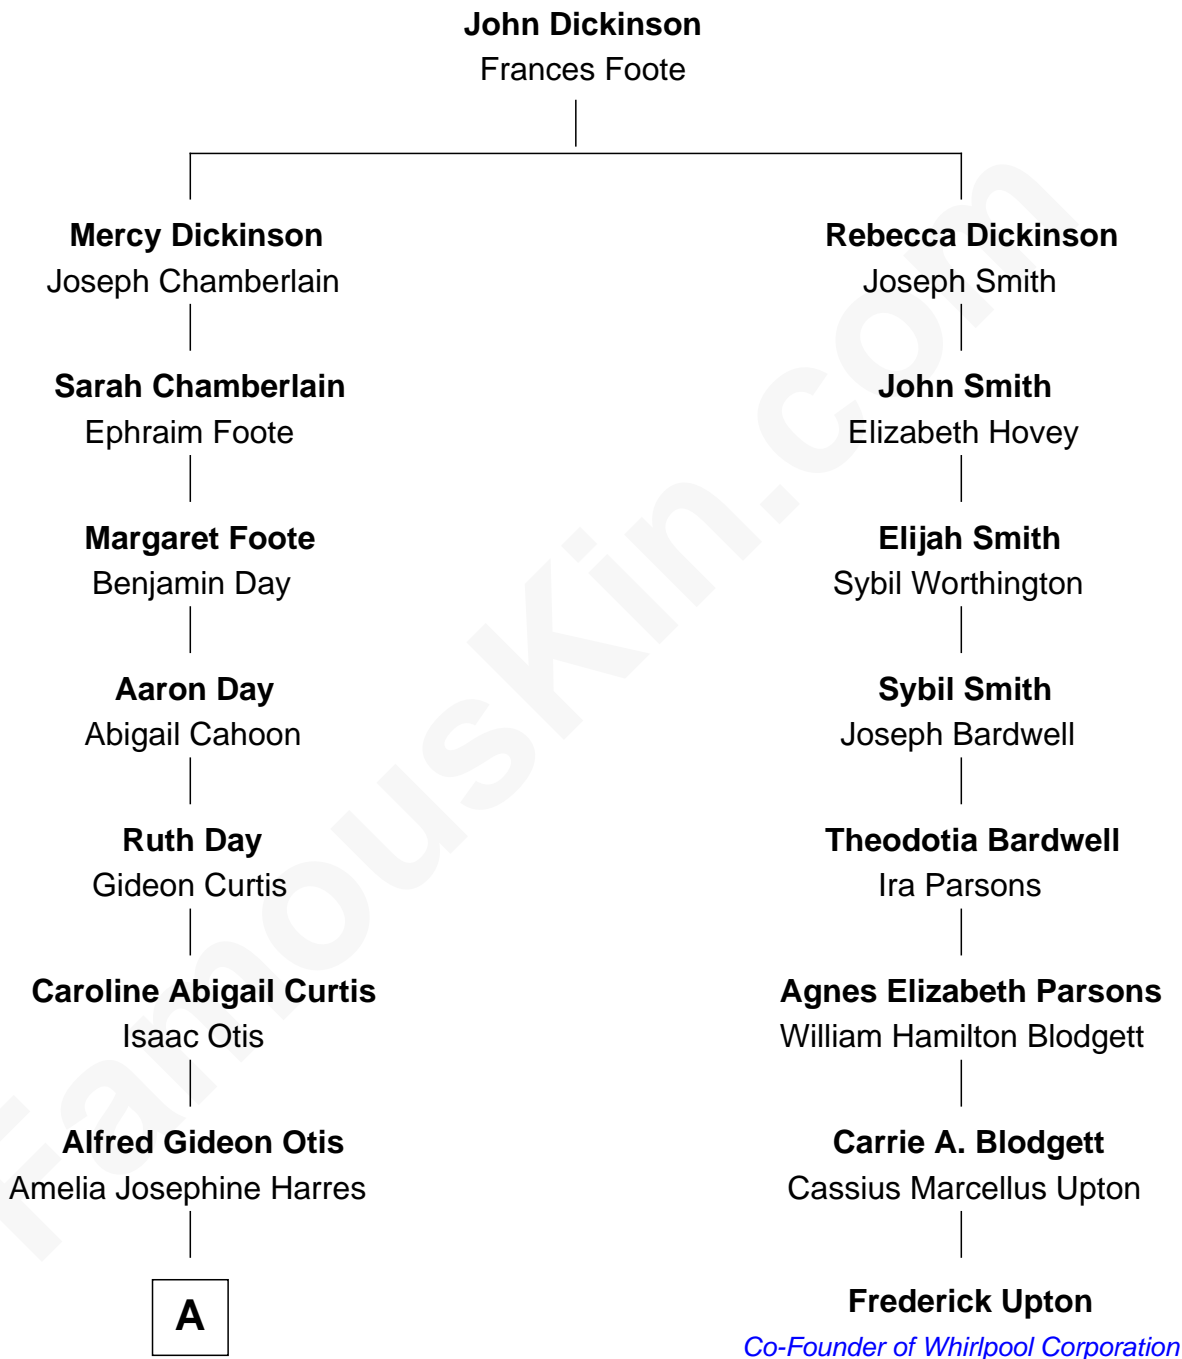 John Dickinson
Frances Foote
Mercy Dickinson
Joseph Chamberlain
Rebecca Dickinson
Joseph Smith
Sarah Chamberlain
Ephraim Foote
John Smith
Elizabeth Hovey
Margaret Foote
Benjamin Day
Elijah Smith
Sybil Worthington
Aaron Day
Abigail Cahoon
Sybil Smith
Joseph Bardwell
Ruth Day
Gideon Curtis
Theodotia Bardwell
Ira Parsons
Caroline Abigail Curtis
Isaac Otis
Agnes Elizabeth Parsons
William Hamilton Blodgett
Alfred Gideon Otis
Amelia Josephine Harres
Carrie A. Blodgett
Cassius Marcellus Upton
A
Frederick Upton
Co-Founder of Whirlpool Corporation
FamousKin.com